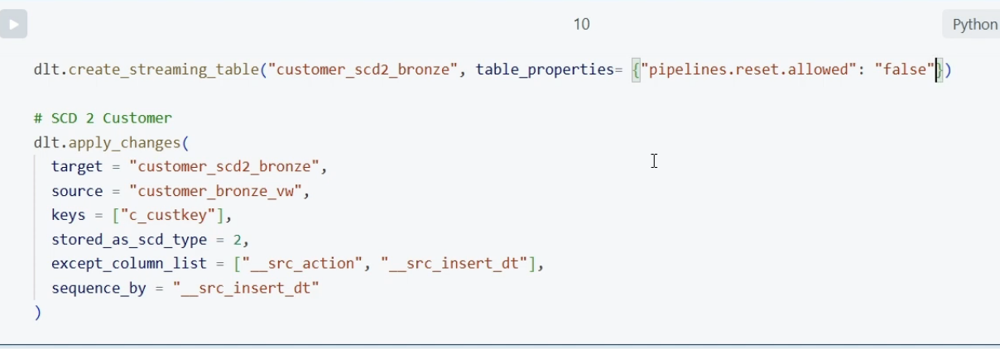 10
Python
dlt.create_streaming_table("customer_scd2_bronze", table_properties= {"pipelines.reset.allowed": "false"})
# SCD 2 Customer
dlt.apply_changes(
  target = "customer_scd2_bronze",
  source = "customer_bronze_vw",
  keys = ["c_custkey"],
  stored_as_scd_type = 2,
  except_column_list = ["__src_action", "__src_insert_dt"],
  sequence_by = "__src_insert_dt"
)